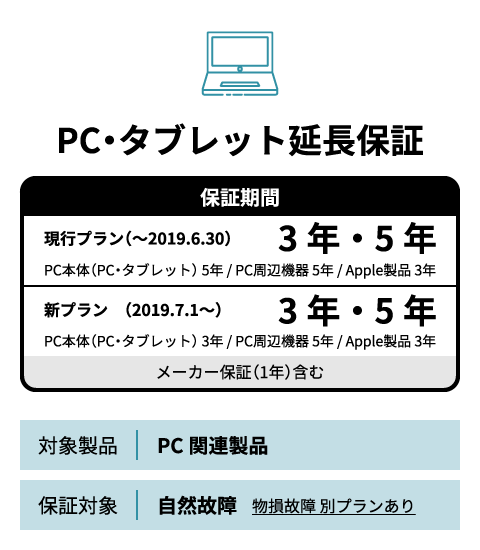 PC・タブレット延長保証
保証期間
現行プラン（～2019.6.30） 3 年・5 年
PC本体（PC・タブレット） 5年 / PC周辺機器 5年 / Apple製品 3年
新プラン （2019.7.1～） 3 年・5 年
PC本体（PC・タブレット） 3年 / PC周辺機器 5年 / Apple製品 3年
メーカー保証（1年）含む
対象製品 PC 関連製品
保証対象 自然故障 物損故障 別プランあり